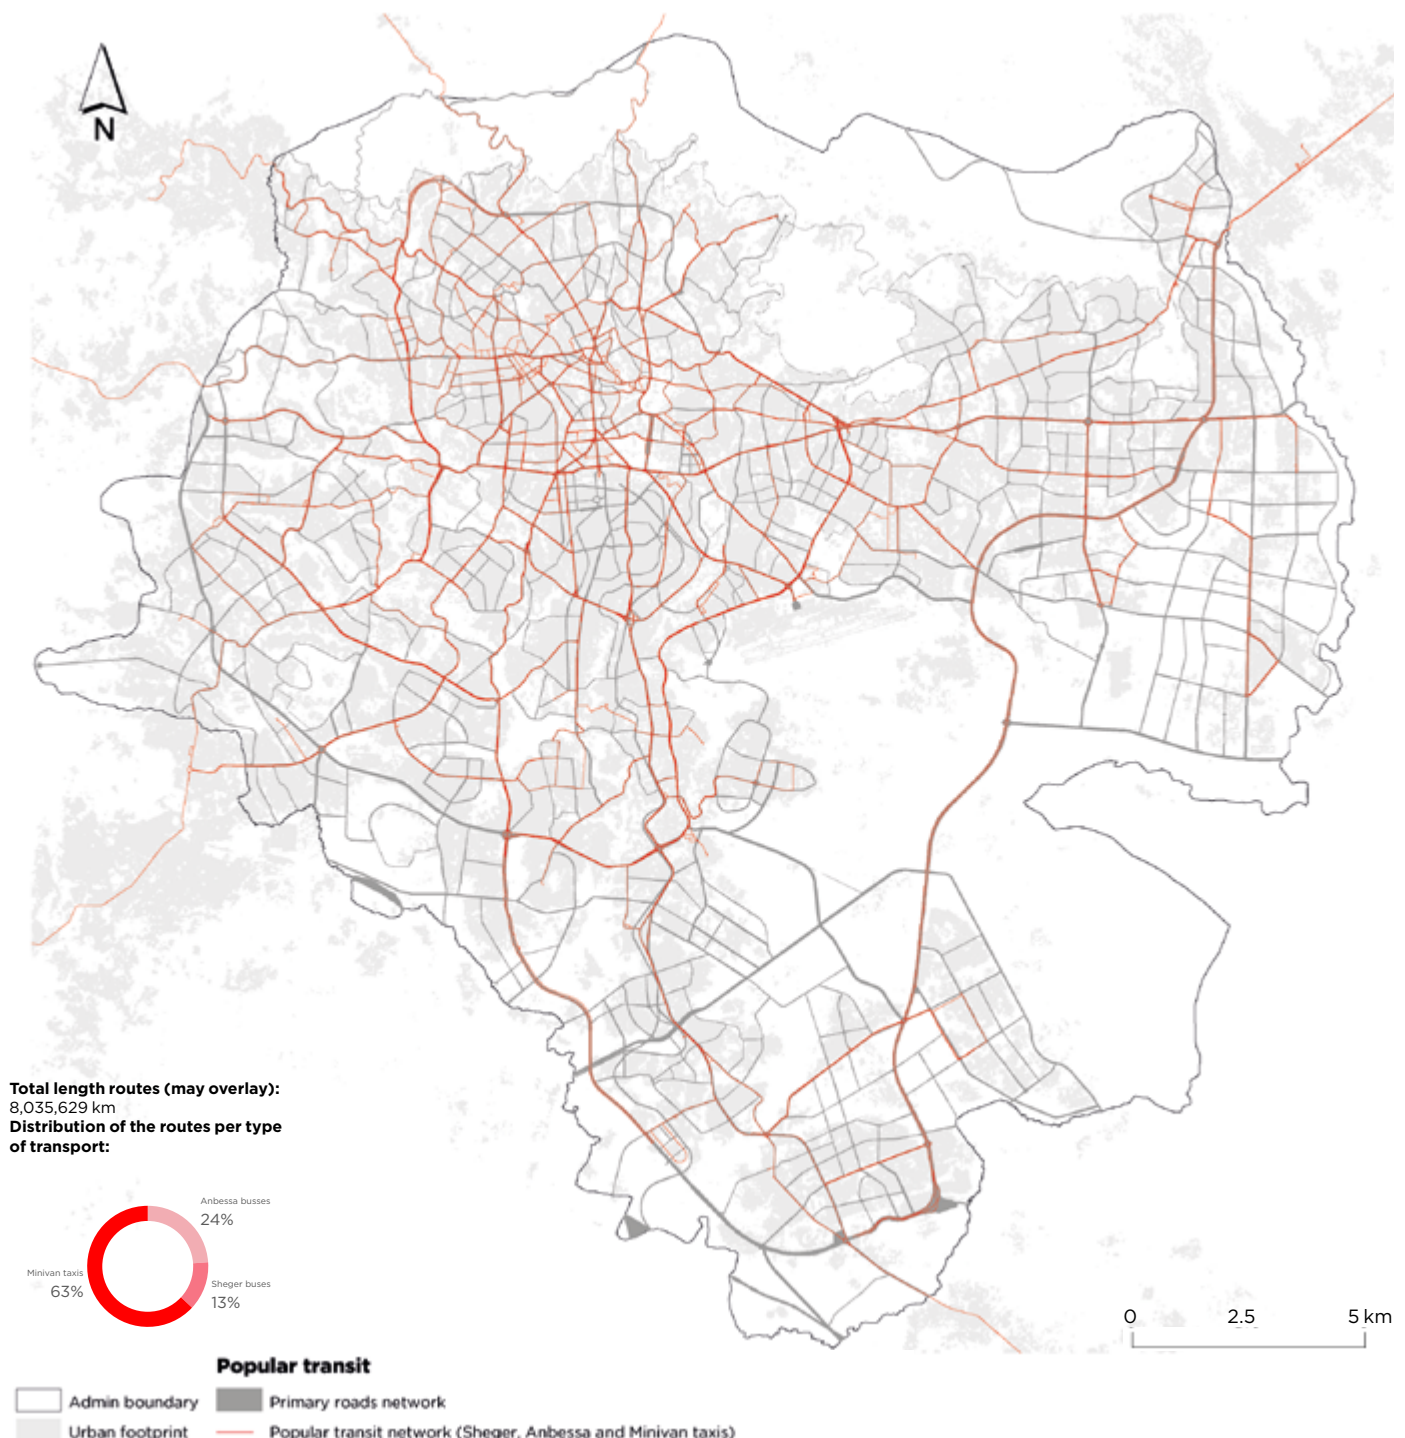 N
Total length routes (may overlay):
8,035,629 km
Distribution of the routes per type
of transport:
Anbessa busses
24%
Minivan taxis
63%
Sheger buses
13%
0 2.5 5 km
Popular transit
Admin boundary
Primary roads network
Urban footprint
Popular transit network (Sheger, Anbessa and Minivan taxis)